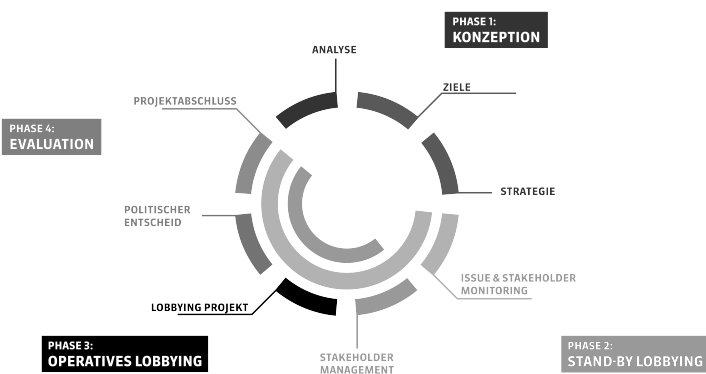 PHASE 1:
KONZEPTION
ANALYSE
ZIELE
PROJEKTABSCHLUSS
PHASE 4:
EVALUATION
STRATEGIE
POLITISCHER
ENTSCHEID
ISSUE & STAKEHOLDER
MONITORING
LOBBYING PROJEKT
PHASE 3:
OPERATIVES LOBBYING
PHASE 2:
STAND-BY LOBBYING
STAKEHOLDER
MANAGEMENT